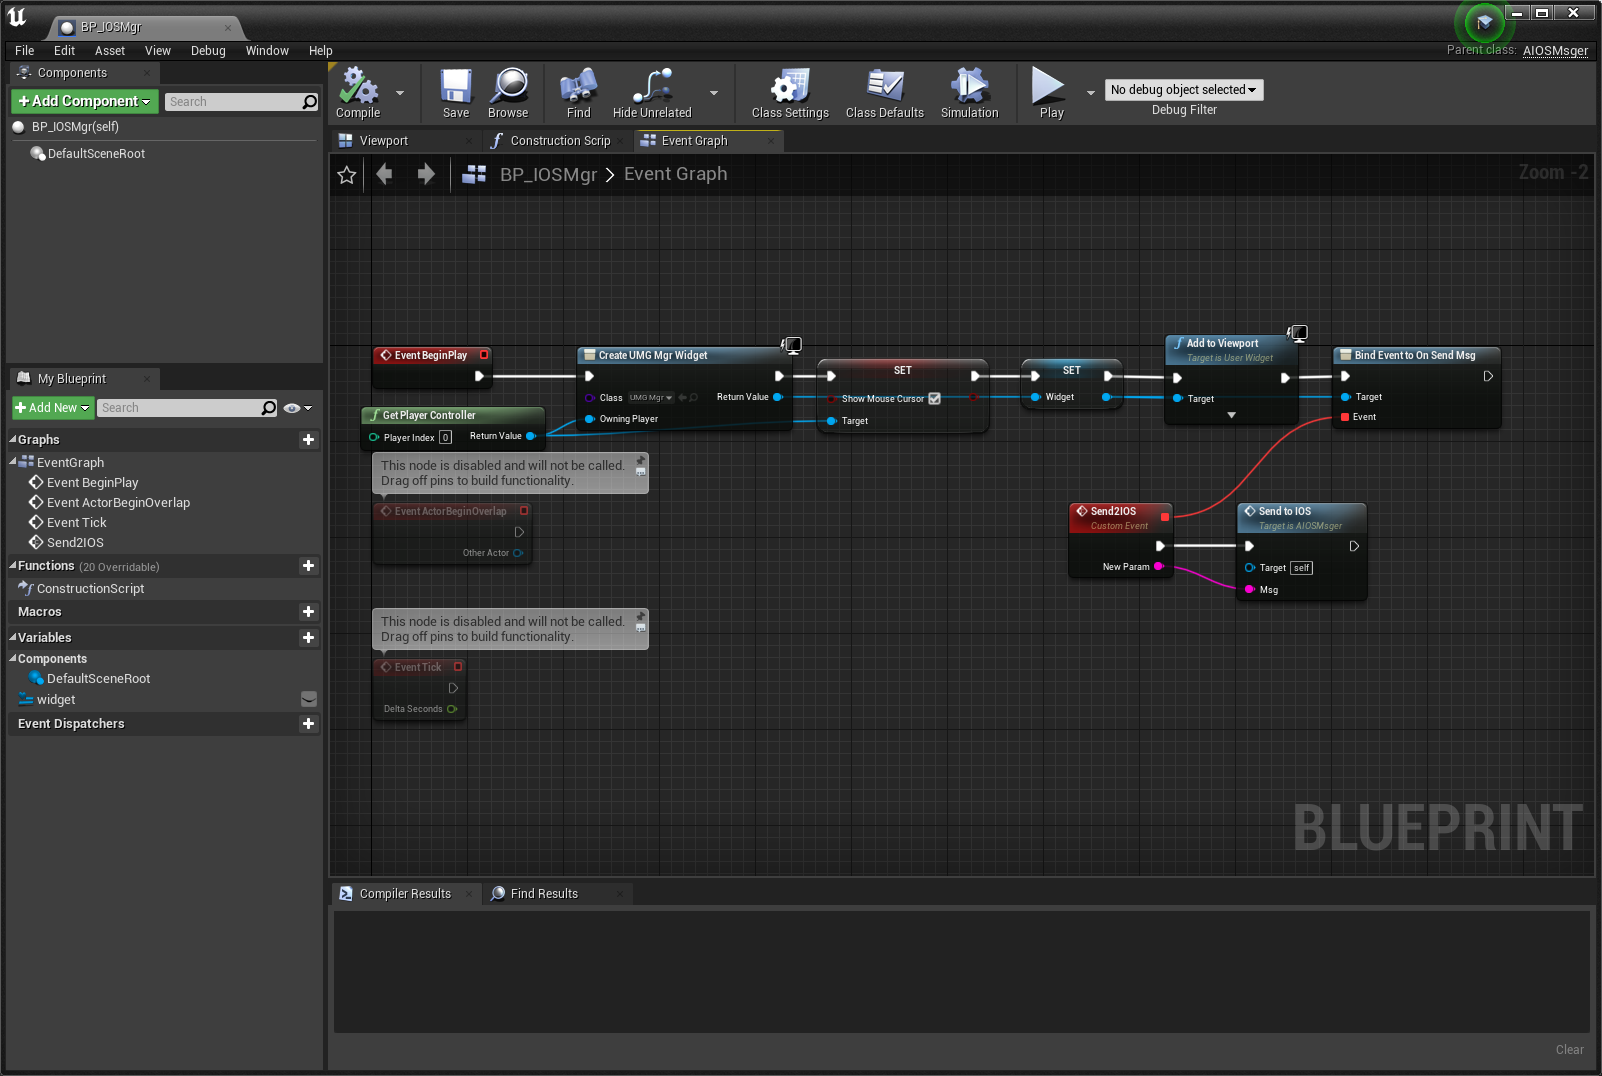 BP_IOSMgr
File Edit Asset View Debug Window Help
Parent class: AIOSMsger
Components
Add Component
Search
BP_IOSMgr(self)
DefaultSceneRoot
Compile
Save
Browse
Find
Hide Unrelated
Class Settings
Class Defaults
Simulation
Play
No debug object selected
Debug Filter
Viewport
Construction Scrip
Event Graph
BP_IOSMgr > Event Graph
Zoom -2
My Blueprint
Add New
Search
Graphs
EventGraph
Event BeginPlay
Event ActorBeginOverlap
Event Tick
Send2IOS
Functions (20 Overridable)
ConstructionScript
Macros
Variables
Components
DefaultSceneRoot
widget
Event Dispatchers
Event BeginPlay
Get Player Controller
Player Index 0
Return Value
Create UMG Mgr Widget
Class UMG Mgr
Return Value
Owning Player
SET
Show Mouse Cursor
Target
SET
Widget
Add to Viewport
Target is User Widget
Target
Bind Event to On Send Msg
Target
Event
This node is disabled and will not be called.
Drag off pins to build functionality.
Event ActorBeginOverlap
Other Actor
This node is disabled and will not be called.
Drag off pins to build functionality.
Event Tick
Delta Seconds
Send2IOS
Custom Event
New Param
Send to IOS
Target is AIOSMsger
Target self
Msg
BLUEPRINT
Compiler Results
Find Results
Clear